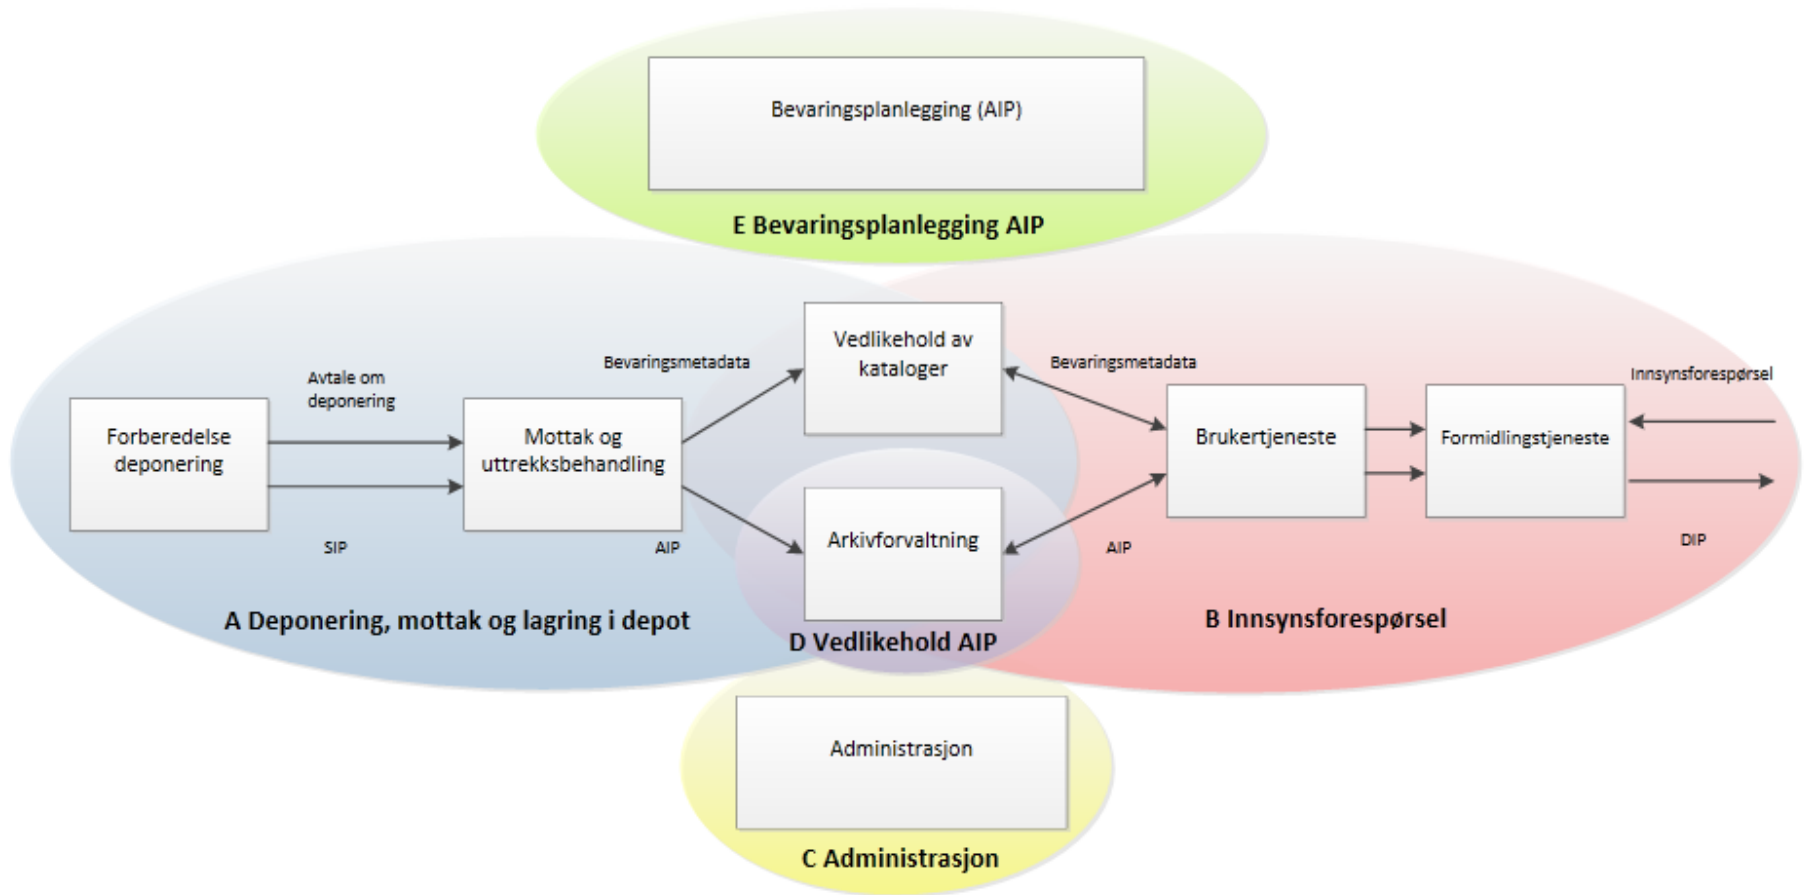 Bevaringsplanlegging (AIP)
E Bevaringsplanlegging AIP
Vedlikehold av
kataloger
Bevaringsmetadata
Bevaringsmetadata
Avtale om
deponering
Innsynsforespørsel
Forberedelse
deponering
Mottak og
uttrekksbehandling
Brukertjeneste
Formidlingstjeneste
SIP
AIP
Arkivforvaltning
AIP
DIP
A Deponering, mottak og lagring i depot
D Vedlikehold AIP
B Innsynsforespørsel
Administrasjon
C Administrasjon